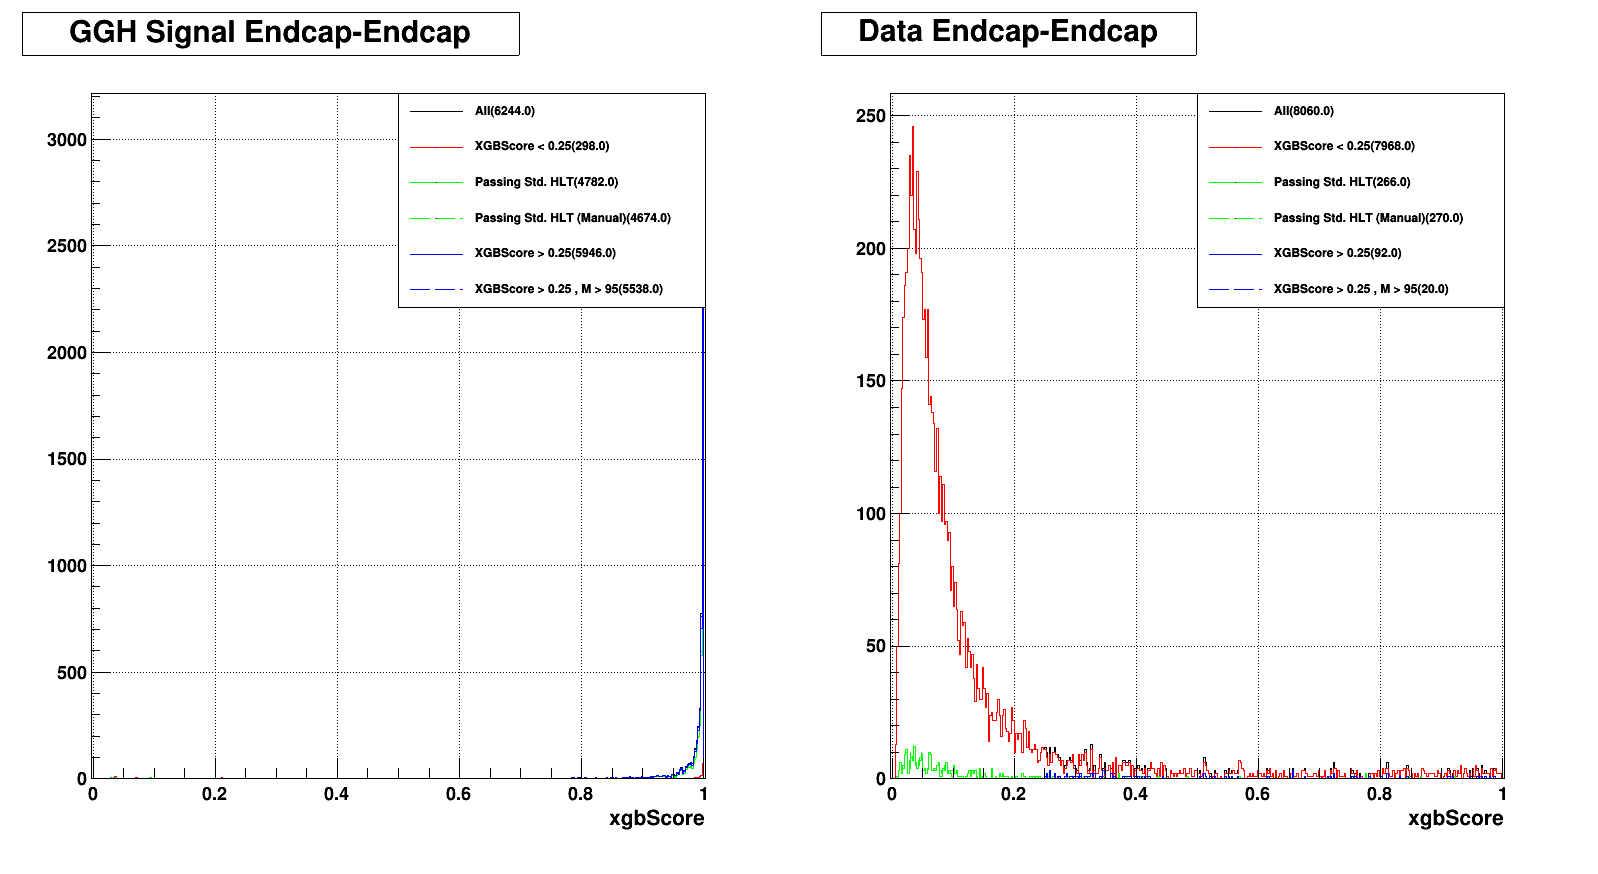 GGH Signal Endcap-Endcap
All(6244.0)
XGBScore < 0.25(298.0)
Passing Std. HLT(4782.0)
Passing Std. HLT (Manual)(4674.0)
XGBScore > 0.25(5946.0)
XGBScore > 0.25 , M > 95(5538.0)
3000
2500
2000
1500
1000
500
0
0 0.2 0.4 0.6 0.8 1
xgbScore
Data Endcap-Endcap
All(8060.0)
XGBScore < 0.25(7968.0)
Passing Std. HLT(266.0)
Passing Std. HLT (Manual)(270.0)
XGBScore > 0.25(92.0)
XGBScore > 0.25 , M > 95(20.0)
250
200
150
100
50
0
0 0.2 0.4 0.6 0.8 1
xgbScore